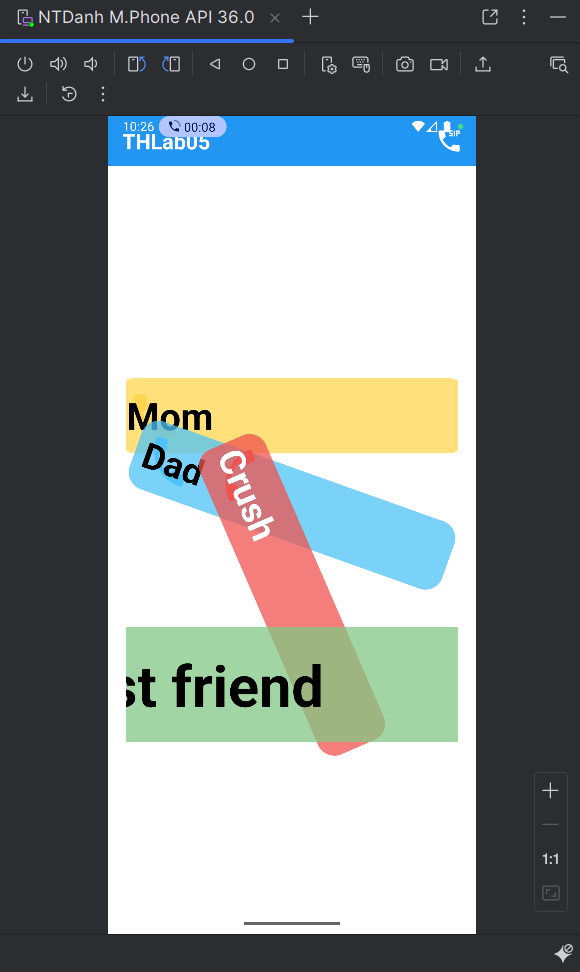 NTDanh M.Phone API 36.0
10:26
00:08
THLab05
SIP
Mom
Dad
Crush
st friend
1:1